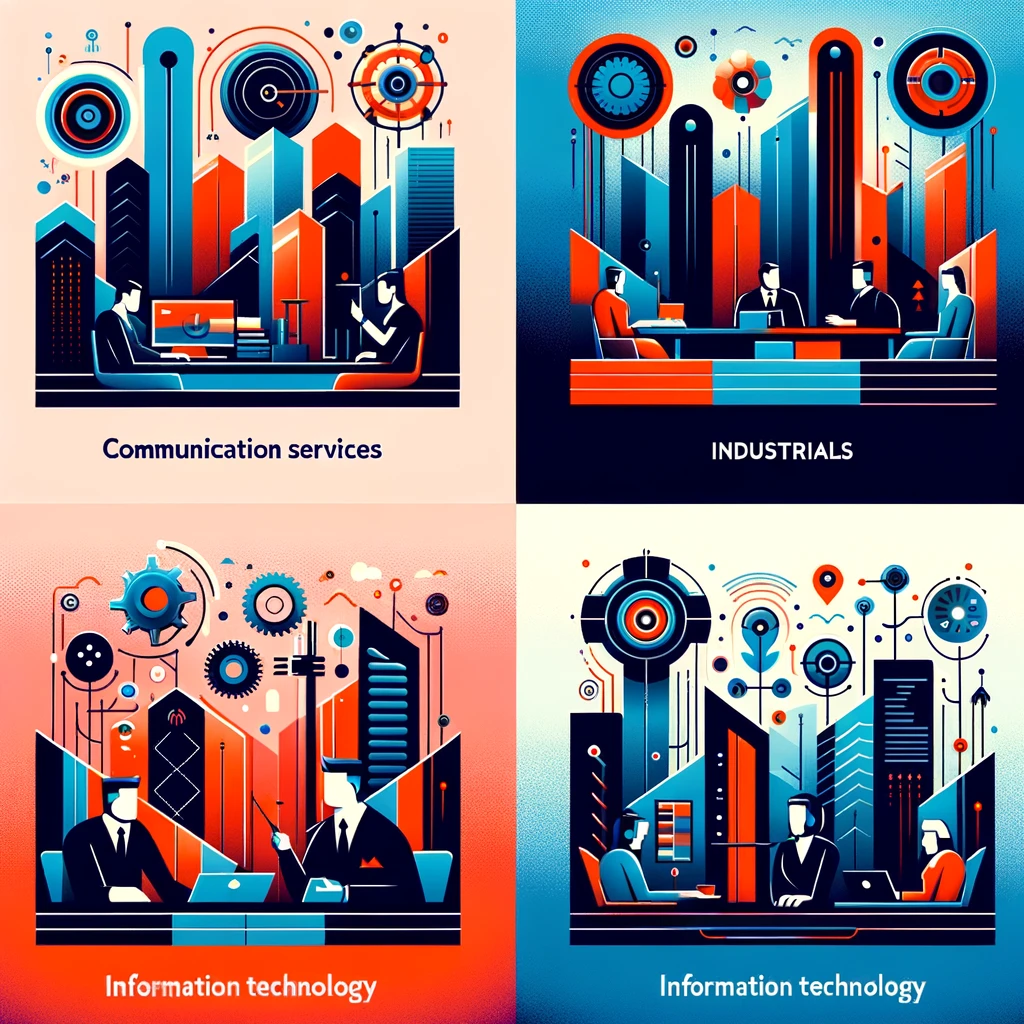 Communication services
INDUSTRIALS
Information technology
Information technology